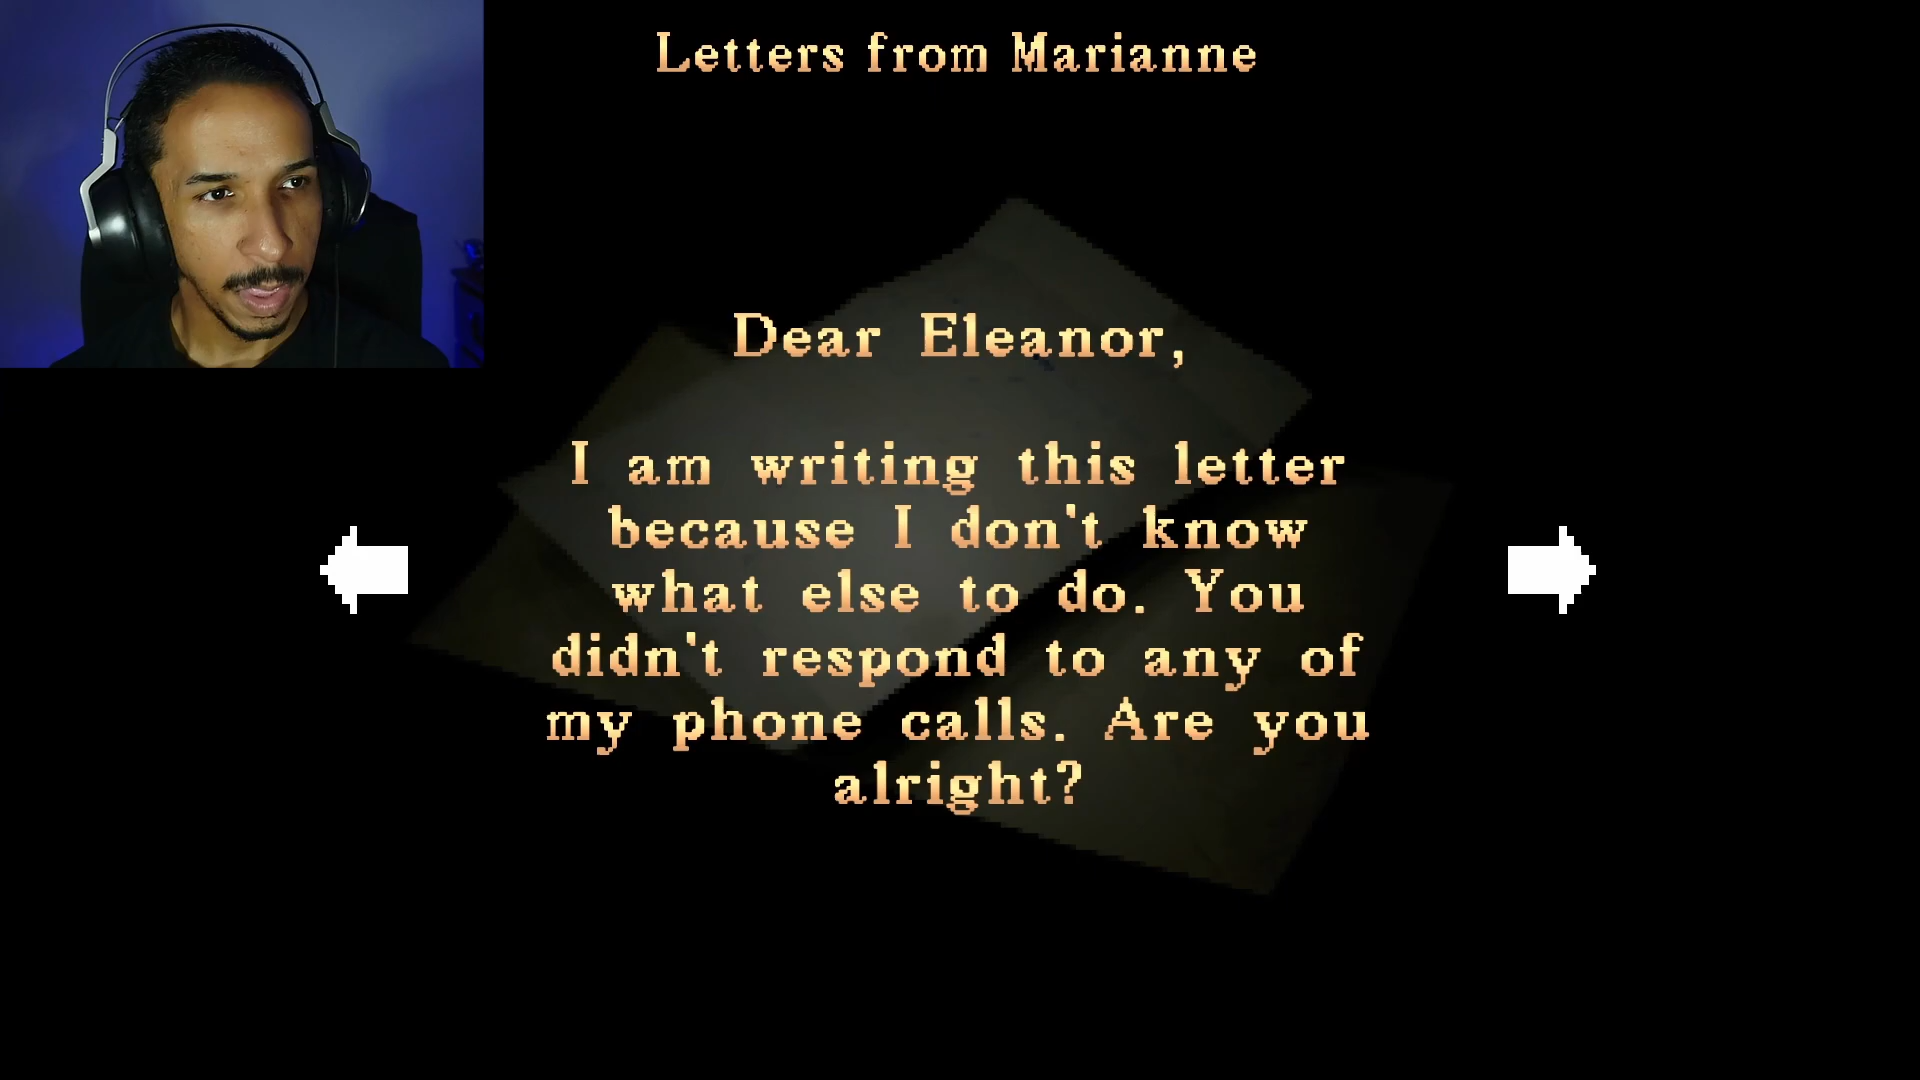 Letters from Marianne
Dear Eleanor,
I am writing this letter
because I don't know
what else to do. You
didn't respond to any of
my phone calls. Are you
alright?